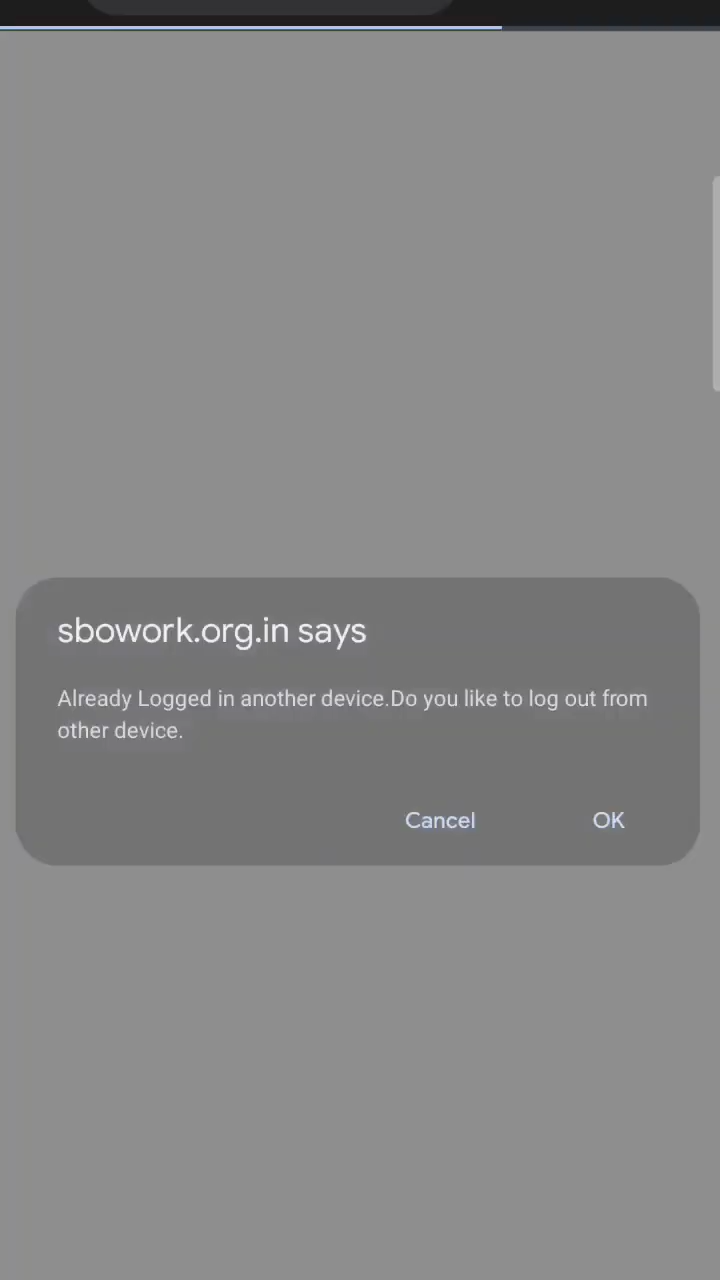 sbowork.org.in says
Already Logged in another device.Do you like to log out from
other device.
Cancel OK